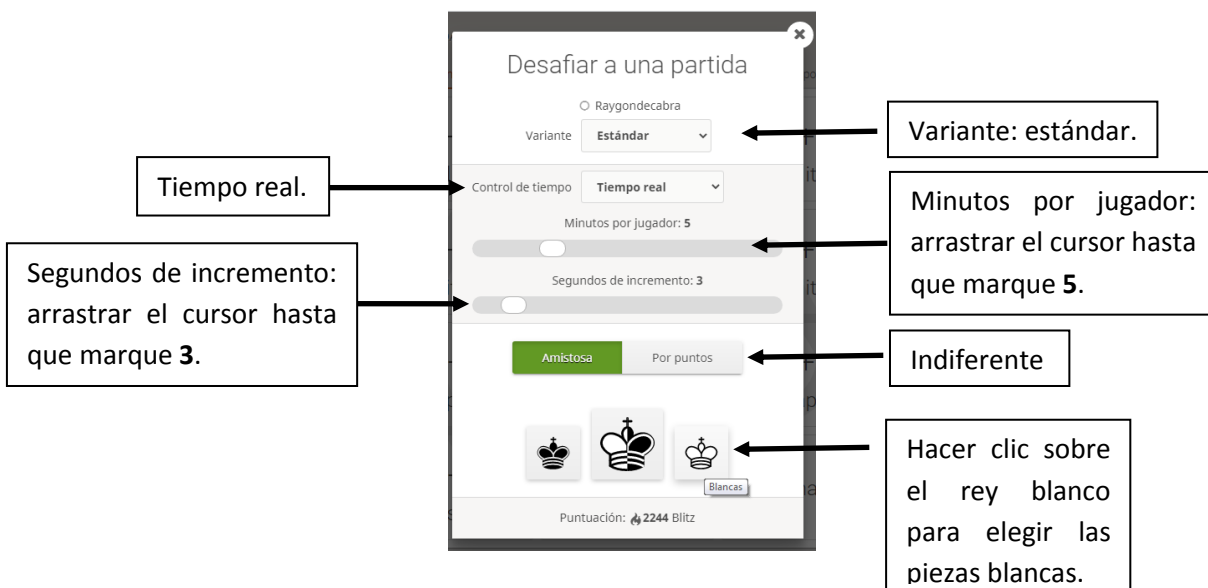 Desafiar a una partida
Raygondecabra
Variante Estándar
Variante: estándar.
Tiempo real.
Control de tiempo Tiempo real
Minutos por jugador: 5
Minutos por jugador:
arrastrar el cursor hasta
que marque 5.
Segundos de incremento:
arrastrar el cursor hasta
que marque 3.
Segundos de incremento: 3
Amistosa Por puntos
Indiferente
Blancas
Hacer clic sobre
el rey blanco
para elegir las
piezas blancas.
Puntuación: 2244 Blitz